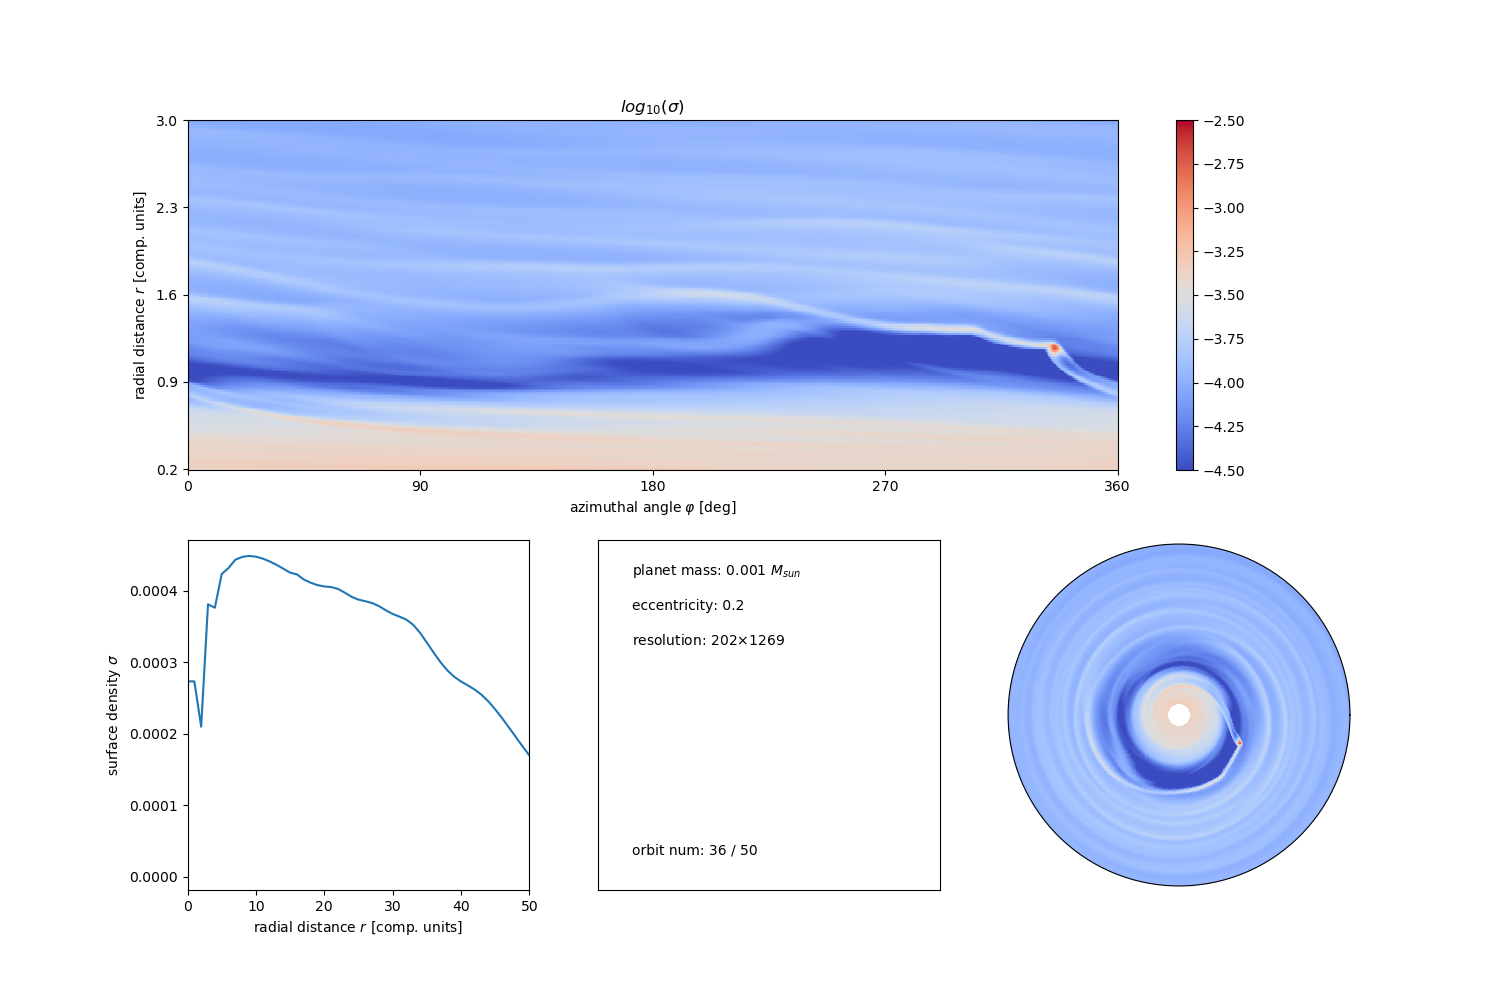 log₁₀(σ)
3.0
2.3
1.6
0.9
0.2
radial distance r [comp. units]
0 90 180 270 360
azimuthal angle φ [deg]
−2.50
−2.75
−3.00
−3.25
−3.50
−3.75
−4.00
−4.25
−4.50
0.0004
0.0003
0.0002
0.0001
0.0000
surface density σ
0 10 20 30 40 50
radial distance r [comp. units]
planet mass: 0.001 M_sun
eccentricity: 0.2
resolution: 202×1269
orbit num: 36 / 50